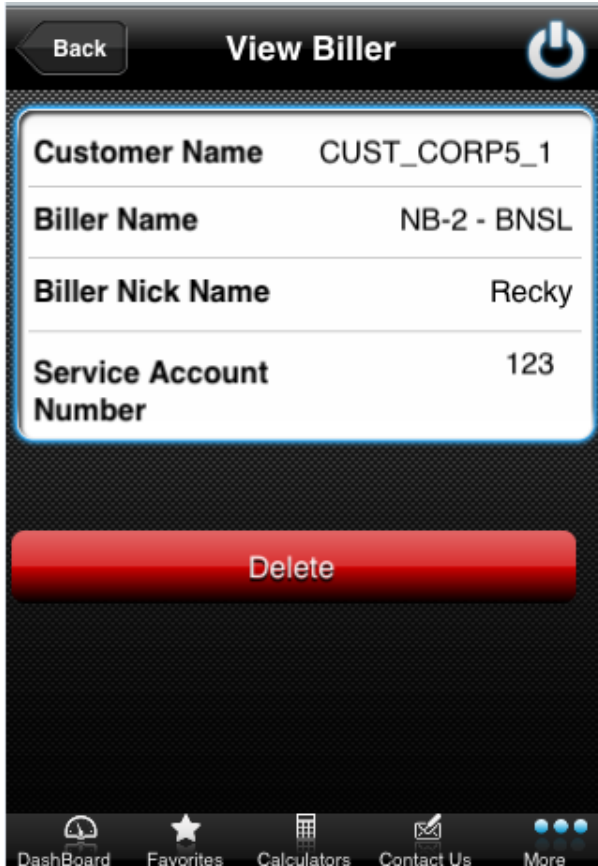 Back View Biller
Customer Name CUST_CORP5_1
Biller Name NB-2 - BNSL
Biller Nick Name Recky
Service Account 123
Number
Delete
DashBoard Favorites Calculators Contact Us More